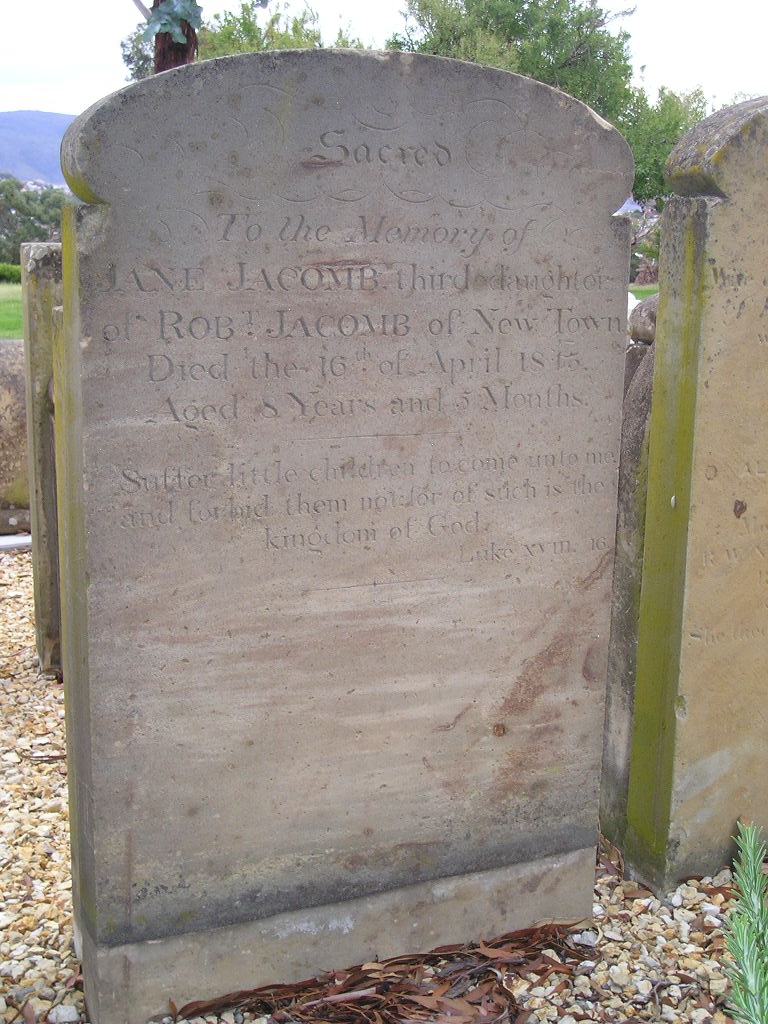 Sacred
To the Memory of
JANE JACOMB third daughter
of ROBT JACOMB of New Town
Died the 16th of April 1845.
Aged 8 Years and 5 Months.
Suffer little children to come unto me
and forbid them not: for of such is the
kingdom of God.
Luke XVIII. 16
She